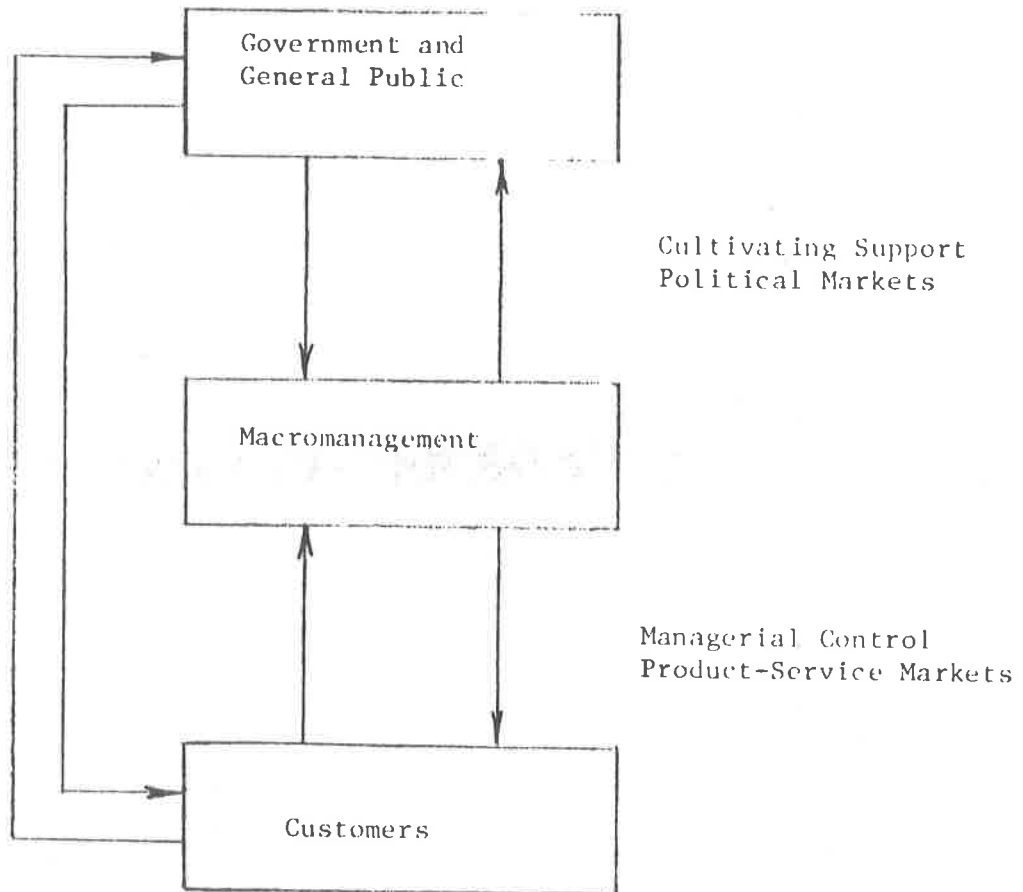 Government and
General Public
Cultivating Support
Political Markets
Macromanagement
Managerial Control
Product-Service Markets
Customers